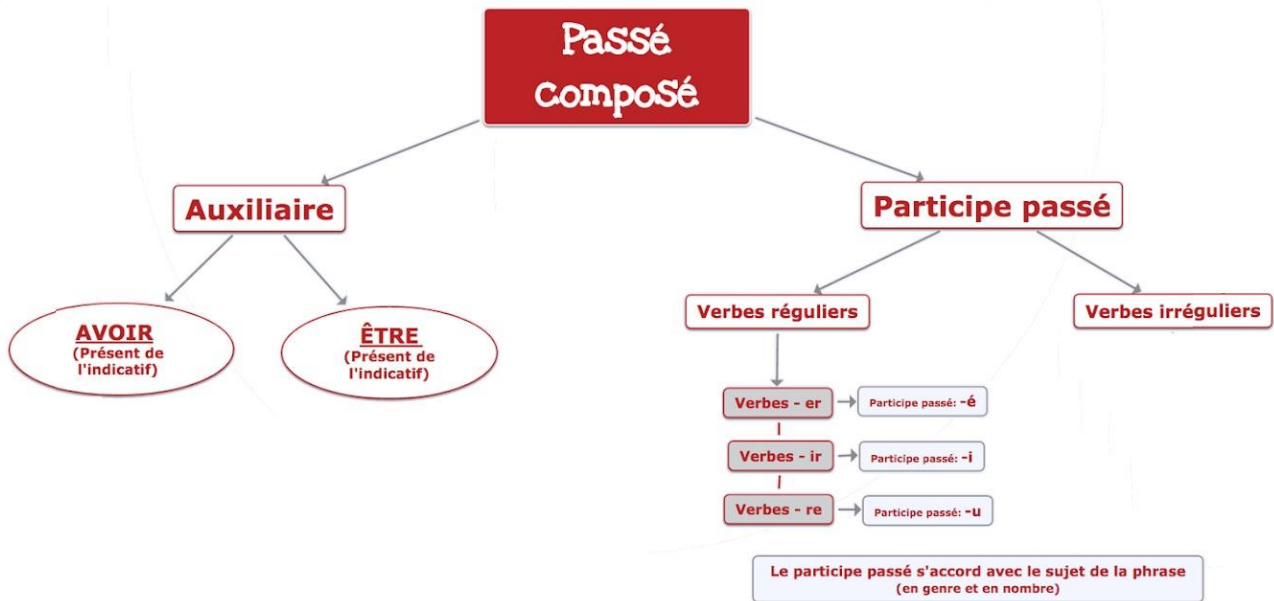 Passé
composé
Auxiliaire
Participe passé
AVOIR
(Présent de
l'indicatif)
ÊTRE
(Présent de
l'indicatif)
Verbes réguliers
Verbes irréguliers
Verbes - er
Participe passé: -é
Verbes - ir
Participe passé: -i
Verbes - re
Participe passé: -u
Le participe passé s'accord avec le sujet de la phrase
(en genre et en nombre)